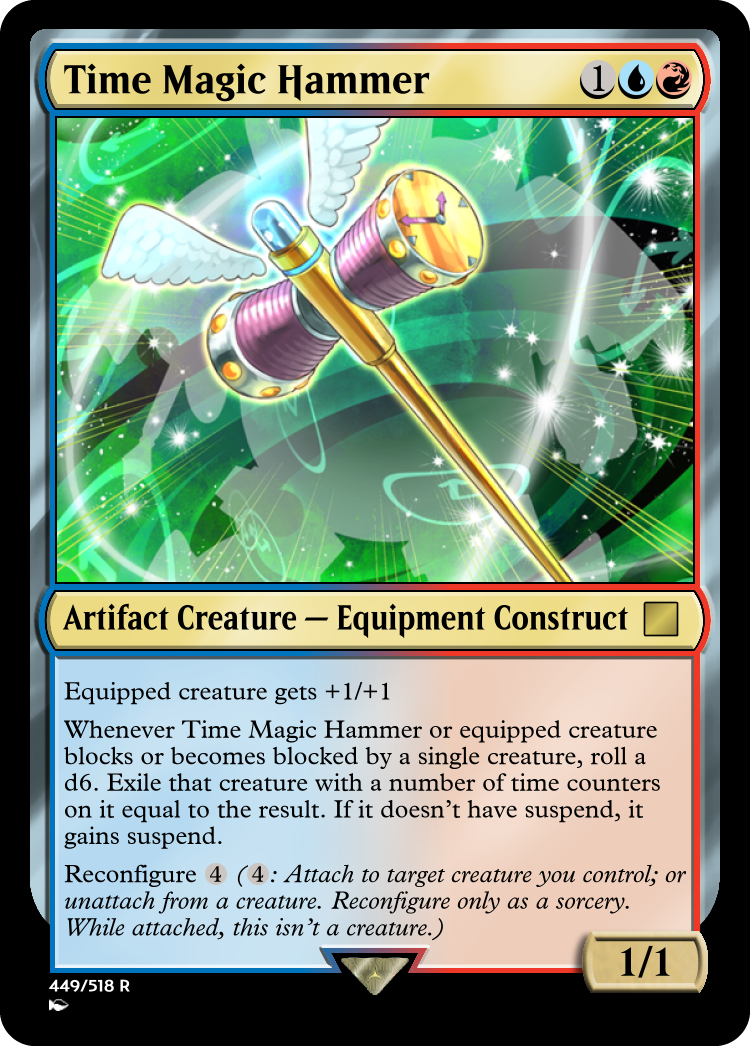 Time Magic Hammer 1
Artifact Creature — Equipment Construct
Equipped creature gets +1/+1
Whenever Time Magic Hammer or equipped creature
blocks or becomes blocked by a single creature, roll a
d6. Exile that creature with a number of time counters
on it equal to the result. If it doesn't have suspend, it
gains suspend.
Reconfigure 4 (4: Attach to target creature you control; or
unattach from a creature. Reconfigure only as a sorcery.
While attached, this isn't a creature.)
1/1
449/518 R